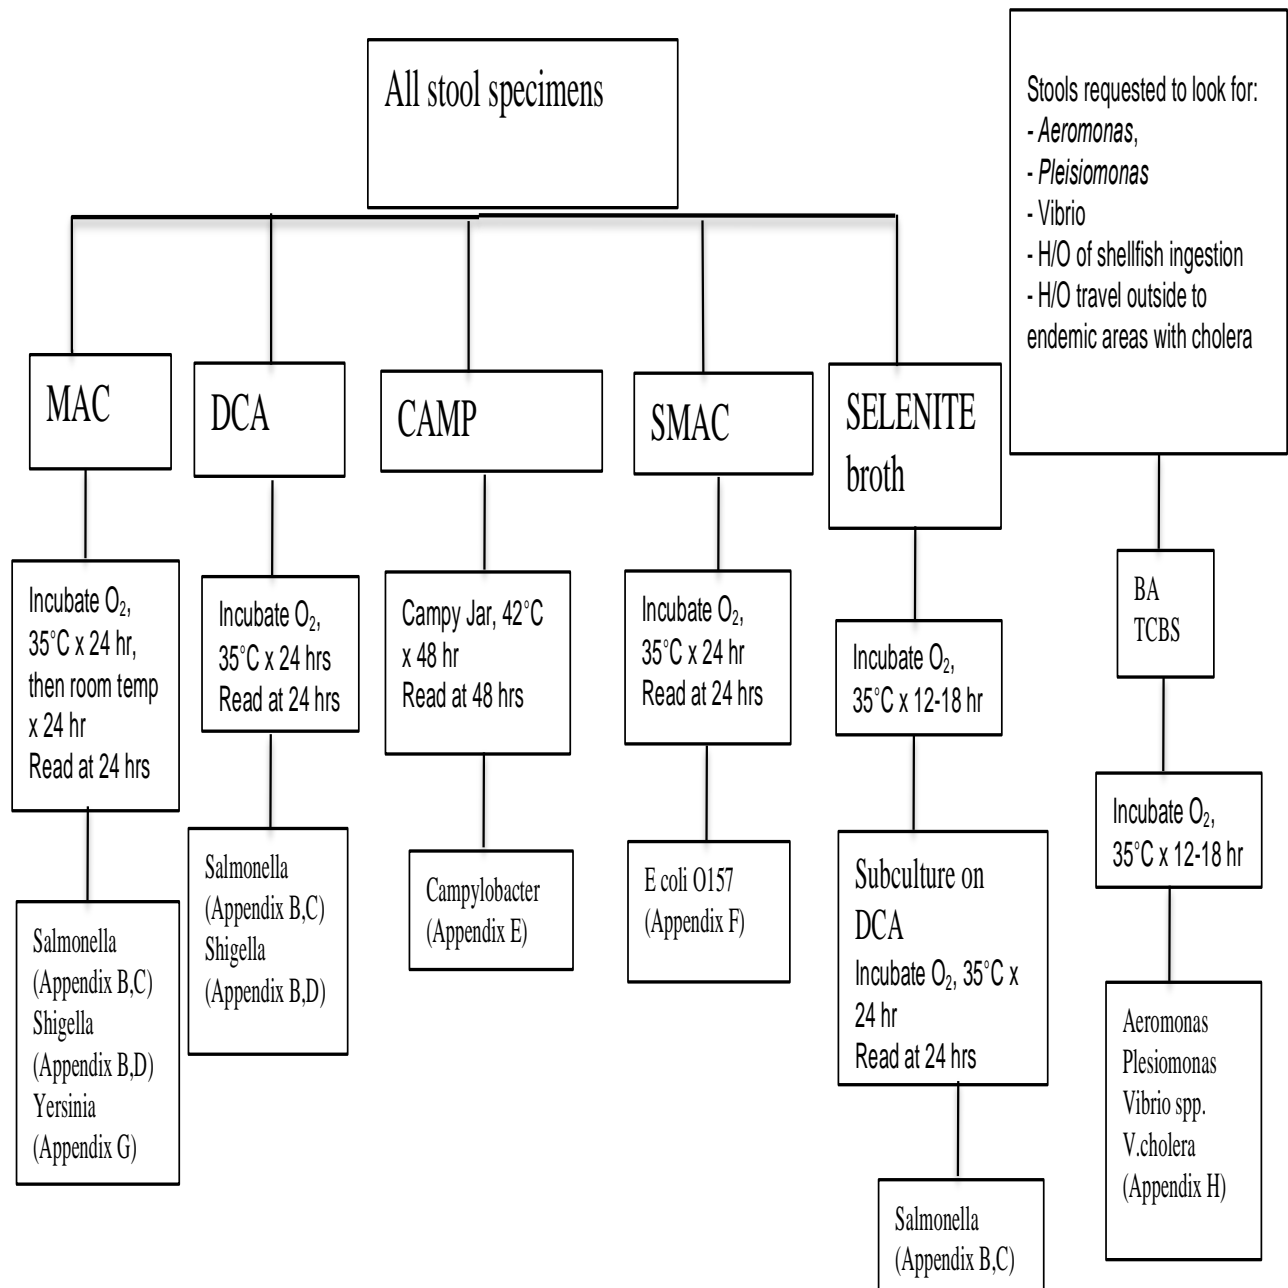 All stool specimens
Stools requested to look for:
- Aeromonas,
- Pleisiomonas
- Vibrio
- H/O of shellfish ingestion
- H/O travel outside to
endemic areas with cholera
MAC
DCA
CAMP
SMAC
SELENITE
broth
BA
TCBS
Incubate O₂,
35°C x 24 hr,
then room temp
x 24 hr
Read at 24 hrs
Incubate O₂,
35°C x 24 hrs
Read at 24 hrs
Campy Jar, 42°C
x 48 hr
Read at 48 hrs
Incubate O₂,
35°C x 24 hr
Read at 24 hrs
Incubate O₂,
35°C x 12-18 hr
Incubate O₂,
35°C x 12-18 hr
Salmonella
(Appendix B,C)
Shigella
(Appendix B,D)
Yersinia
(Appendix G)
Salmonella
(Appendix B,C)
Shigella
(Appendix B,D)
Campylobacter
(Appendix E)
E coli O157
(Appendix F)
Subculture on
DCA
Incubate O₂, 35°C x
24 hr
Read at 24 hrs
Aeromonas
Plesiomonas
Vibrio spp.
V.cholera
(Appendix H)
Salmonella
(Appendix B,C)